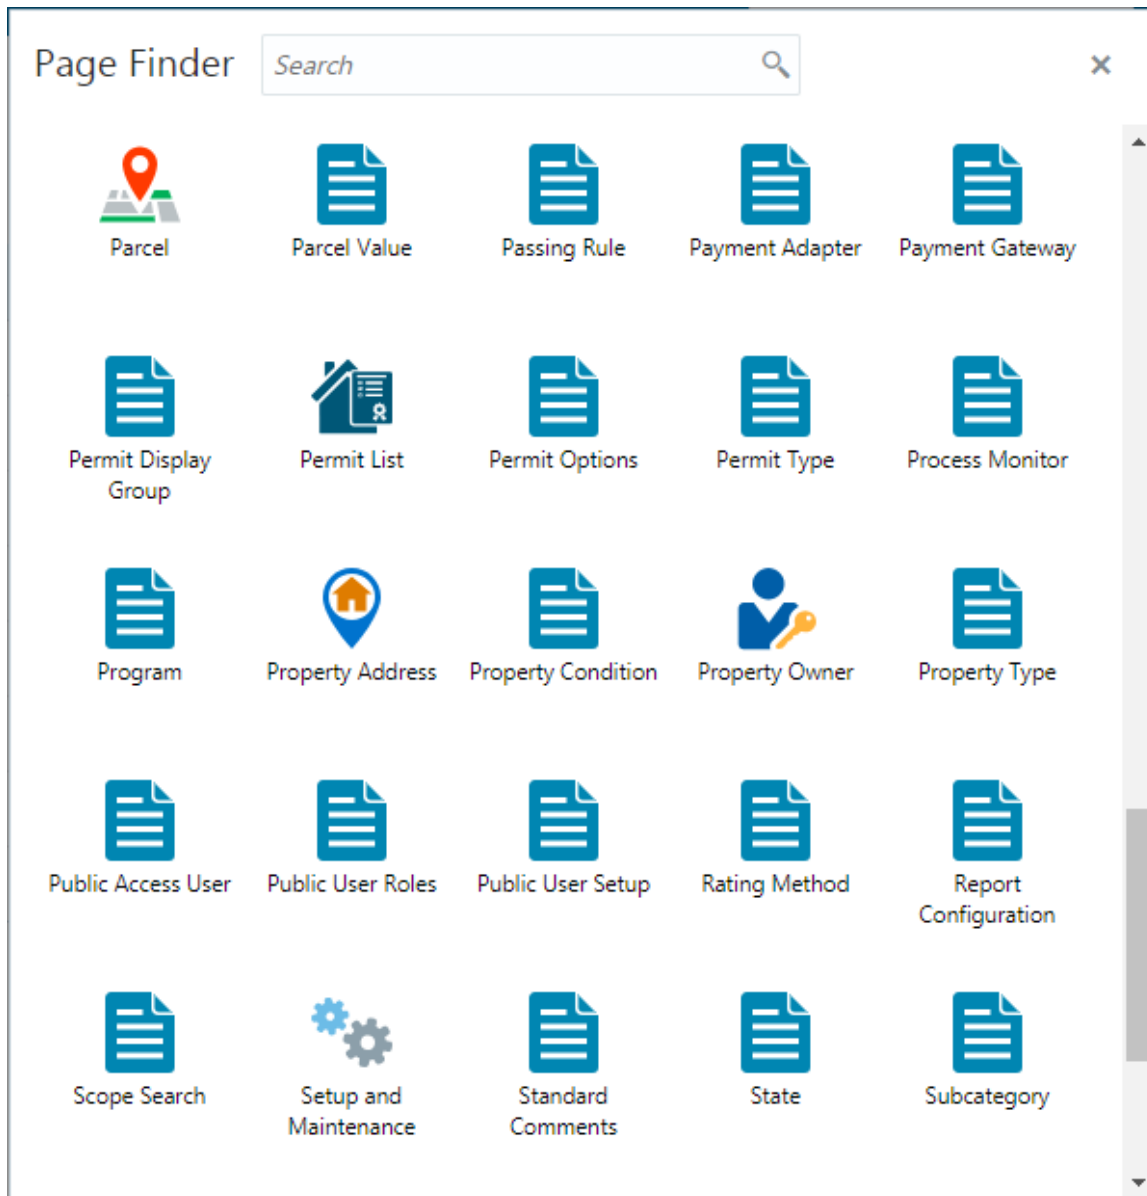 Page Finder
Search
Parcel
Parcel Value
Passing Rule
Payment Adapter
Payment Gateway
Permit Display
Group
Permit List
Permit Options
Permit Type
Process Monitor
Program
Property Address
Property Condition
Property Owner
Property Type
Public Access User
Public User Roles
Public User Setup
Rating Method
Report
Configuration
Scope Search
Setup and
Maintenance
Standard
Comments
State
Subcategory